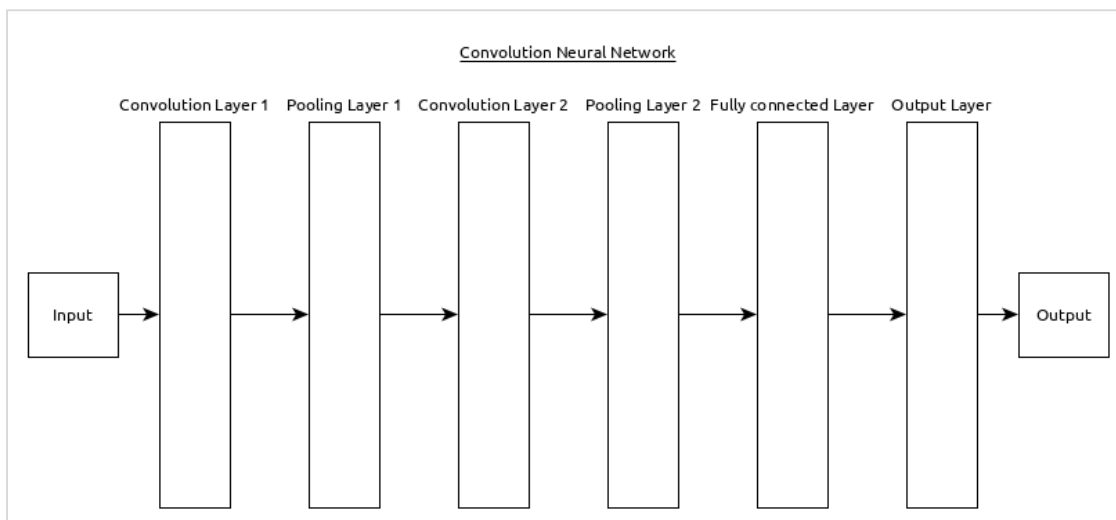 Convolution Neural Network
Convolution Layer 1
Pooling Layer 1
Convolution Layer 2
Pooling Layer 2
Fully connected Layer
Output Layer
Input
Output